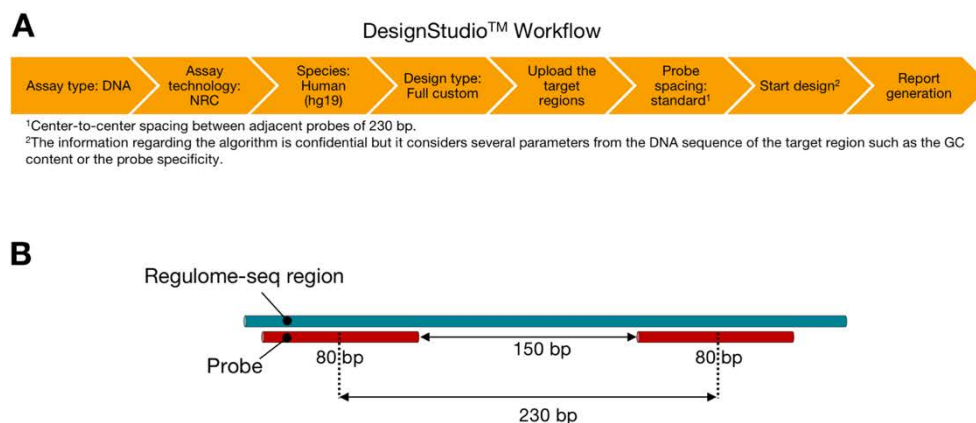 A
DesignStudio™ Workflow
Assay type: DNA
Assay
technology:
NRC
Species:
Human
(hg19)
Design type:
Full custom
Upload the
target
regions
Probe
spacing:
standard¹
Start design²
Report
generation
¹Center-to-center spacing between adjacent probes of 230 bp.
²The information regarding the algorithm is confidential but it considers several parameters from the DNA sequence of the target region such as the GC
content or the probe specificity.
B
Regulome-seq region
Probe
80 bp
150 bp
80 bp
230 bp